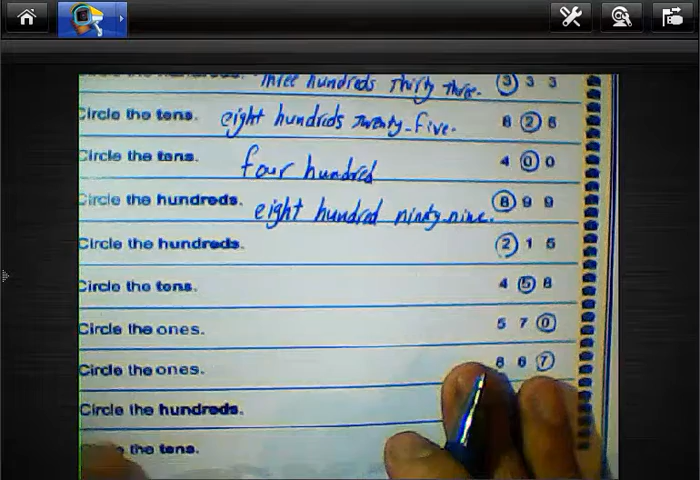 Three hundreds Thirty Three. 3 3 3
Circle the tens. eight hundreds Twenty-five. 8 2 5
Circle the tens. four hundred 4 0 0
Circle the hundreds. eight hundred ninty-nine. 8 9 9
Circle the hundreds. 2 1 5
Circle the tens. 4 5 8
Circle the ones. 5 7 0
Circle the ones. 6 7
Circle the hundreds.
the tens.